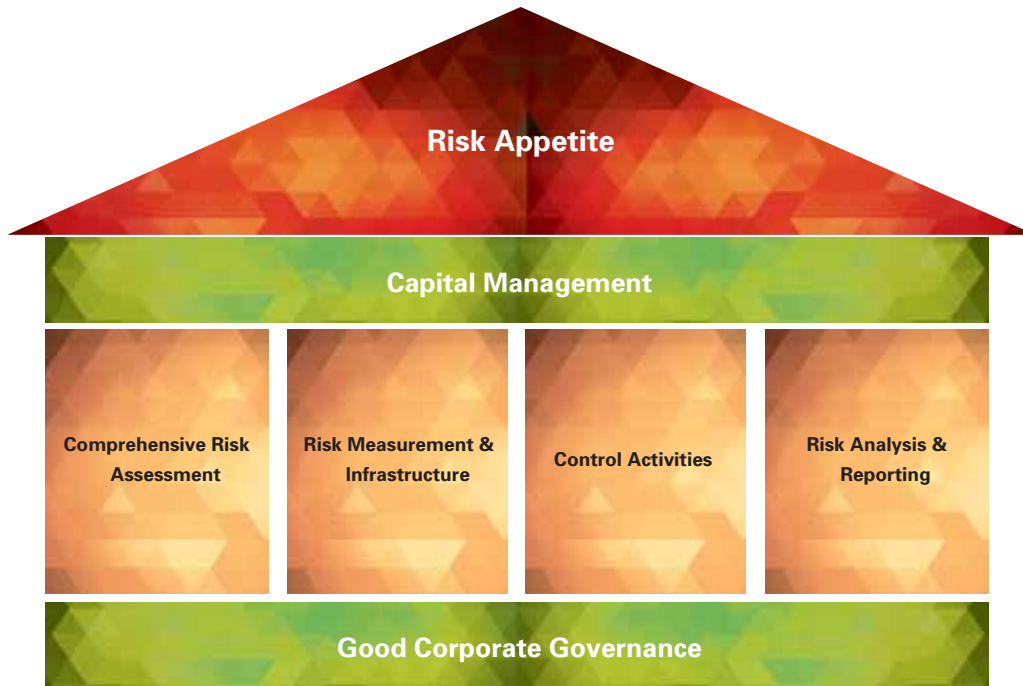 Risk Appetite
Capital Management
Comprehensive Risk
Assessment
Risk Measurement &
Infrastructure
Control Activities
Risk Analysis &
Reporting
Good Corporate Governance